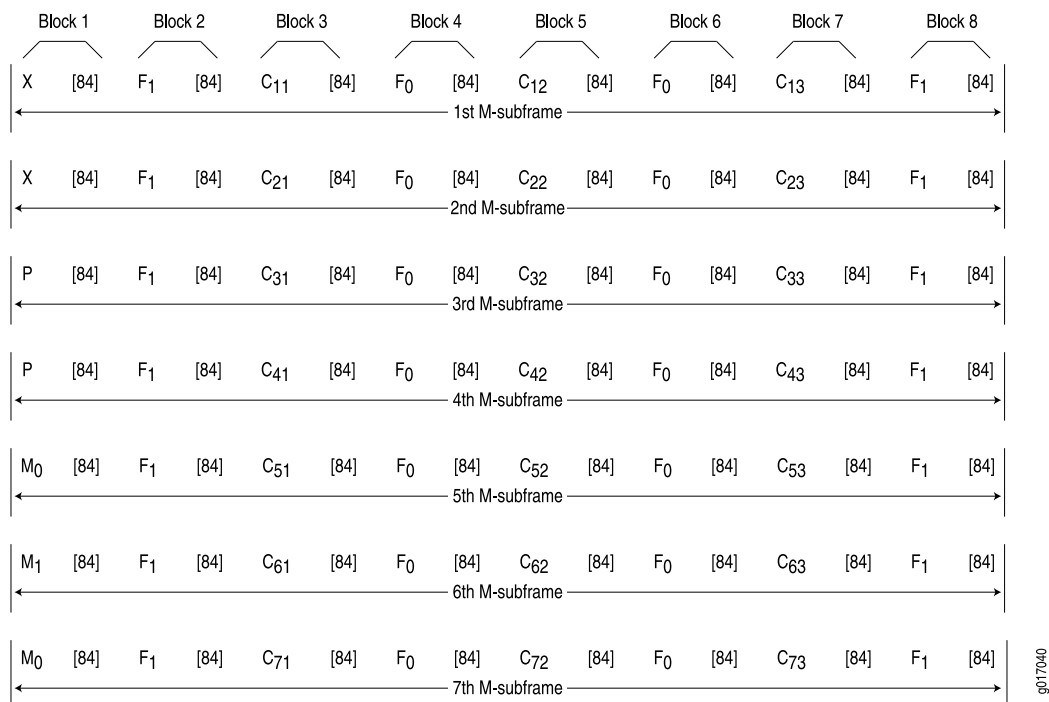 Block 1 Block 2 Block 3 Block 4 Block 5 Block 6 Block 7 Block 8
X [84] F1 [84] C11 [84] F0 [84] C12 [84] F0 [84] C13 [84] F1 [84]
1st M-subframe
X [84] F1 [84] C21 [84] F0 [84] C22 [84] F0 [84] C23 [84] F1 [84]
2nd M-subframe
P [84] F1 [84] C31 [84] F0 [84] C32 [84] F0 [84] C33 [84] F1 [84]
3rd M-subframe
P [84] F1 [84] C41 [84] F0 [84] C42 [84] F0 [84] C43 [84] F1 [84]
4th M-subframe
M0 [84] F1 [84] C51 [84] F0 [84] C52 [84] F0 [84] C53 [84] F1 [84]
5th M-subframe
M1 [84] F1 [84] C61 [84] F0 [84] C62 [84] F0 [84] C63 [84] F1 [84]
6th M-subframe
M0 [84] F1 [84] C71 [84] F0 [84] C72 [84] F0 [84] C73 [84] F1 [84]
7th M-subframe
g017040